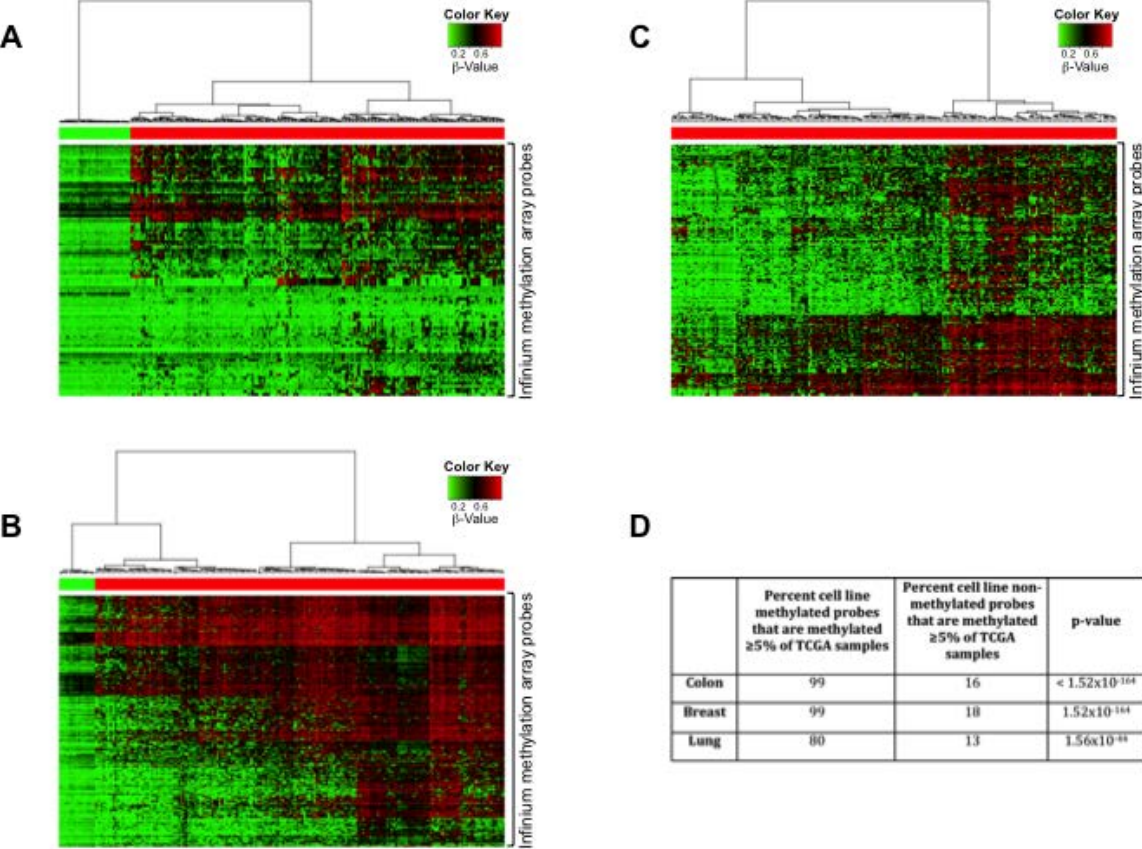 A
Color Key
0.2 0.6
β-Value
Infinium methylation array probes
B
Color Key
0.2 0.6
β-Value
Infinium methylation array probes
C
Color Key
0.2 0.6
β-Value
Infinium methylation array probes
D
Percent cell line
methylated probes
that are methylated
≥5% of TCGA samples
Percent cell line non-
methylated probes
that are methylated
≥5% of TCGA
samples
p-value
Colon 99 16 < 1.52x10-164
Breast 99 18 1.52x10-164
Lung 80 13